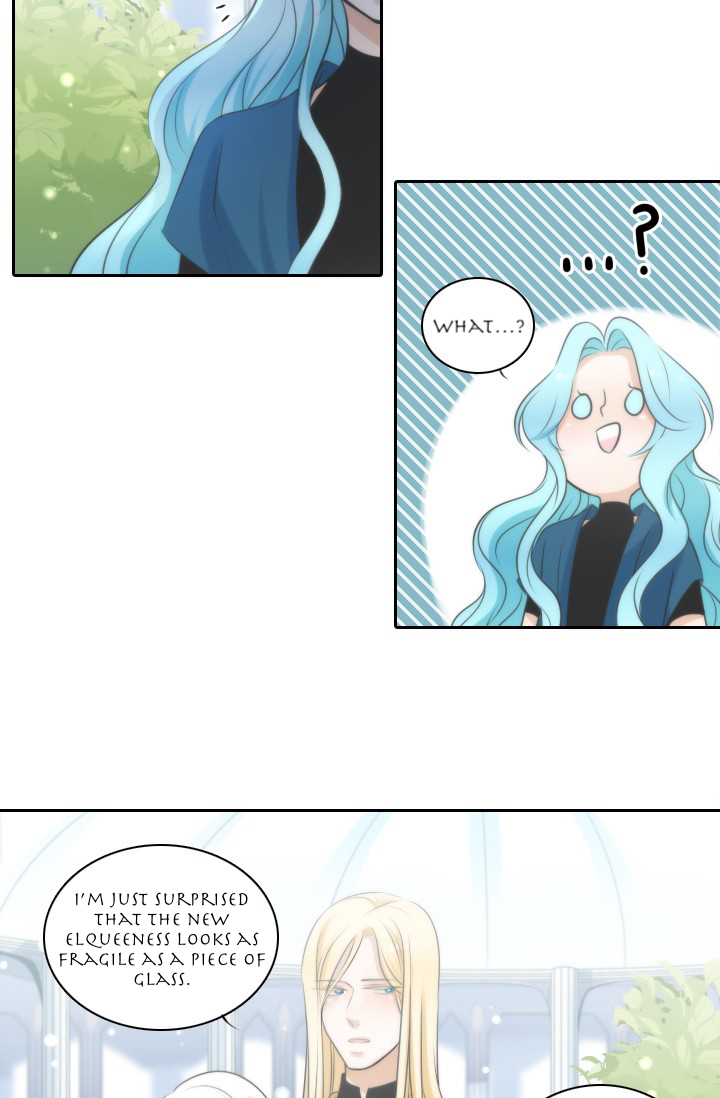 ...?
WHAT...?
I'M JUST SURPRISED
THAT THE NEW
ELQUEENESS LOOKS AS
FRAGILE AS A PIECE OF
GLASS.